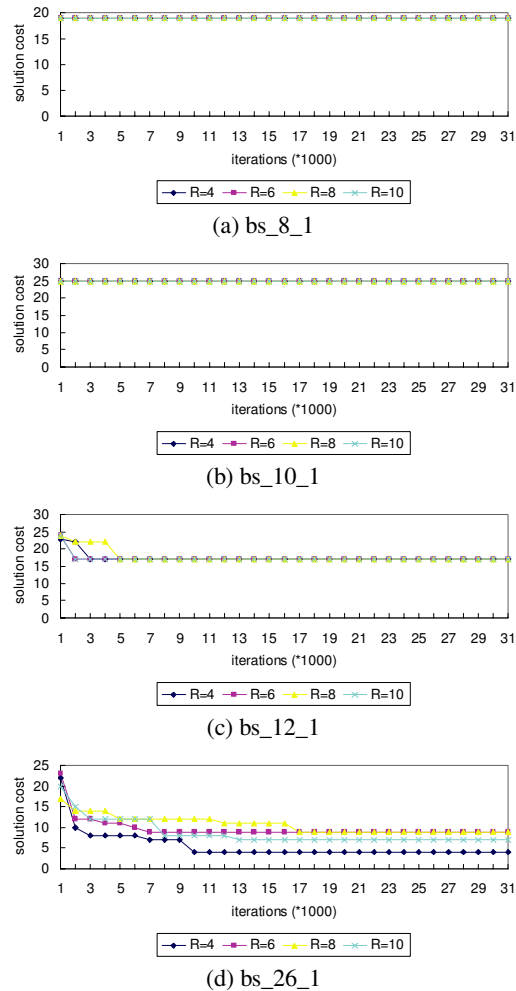 20
15
10
5
0
solution cost
1 3 5 7 9 11 13 15 17 19 21 23 25 27 29 31
iterations (*1000)
R=4 R=6 R=8 R=10
(a) bs_8_1
30
25
20
15
10
5
0
solution cost
1 3 5 7 9 11 13 15 17 19 21 23 25 27 29 31
iterations (*1000)
R=4 R=6 R=8 R=10
(b) bs_10_1
30
25
20
15
10
5
0
solution cost
1 3 5 7 9 11 13 15 17 19 21 23 25 27 29 31
iterations (*1000)
R=4 R=6 R=8 R=10
(c) bs_12_1
25
20
15
10
5
0
solution cost
1 3 5 7 9 11 13 15 17 19 21 23 25 27 29 31
iterations (*1000)
R=4 R=6 R=8 R=10
(d) bs_26_1